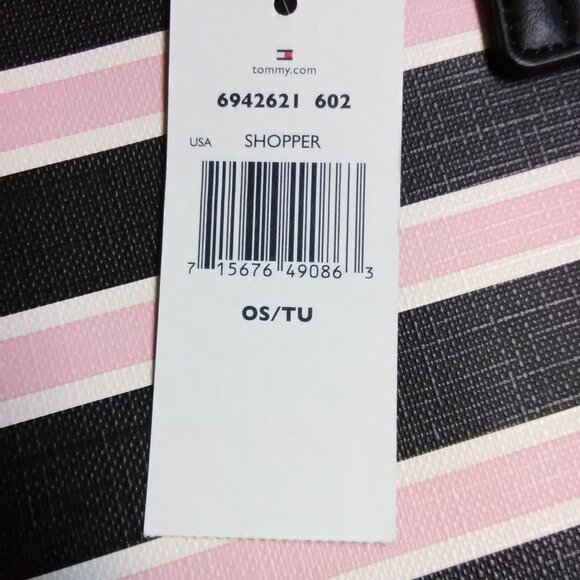 tommy.com
6942621 602
USA SHOPPER
7 15676 49086 3
OS/TU